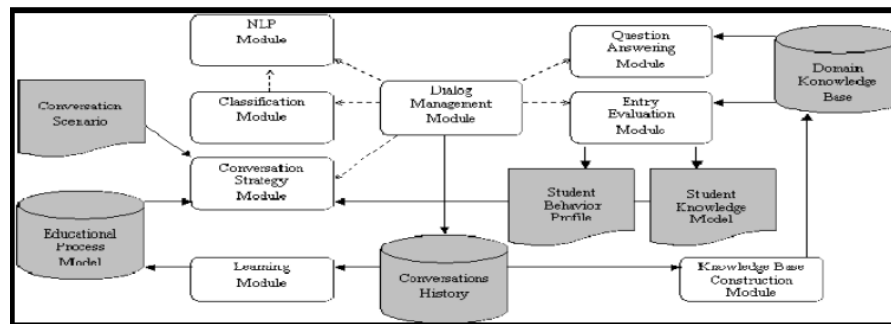 NLP
Module
Question
Answering
Module
Domain
Konowledge
Base
Conversation
Scenario
Classification
Module
Dialog
Management
Module
Entry
Evaluation
Module
Conversation
Strategy
Module
Student
Behavior
Profile
Student
Knowledge
Model
Educational
Process
Model
Learning
Module
Conversations
History
Knowledge Base
Construction
Module